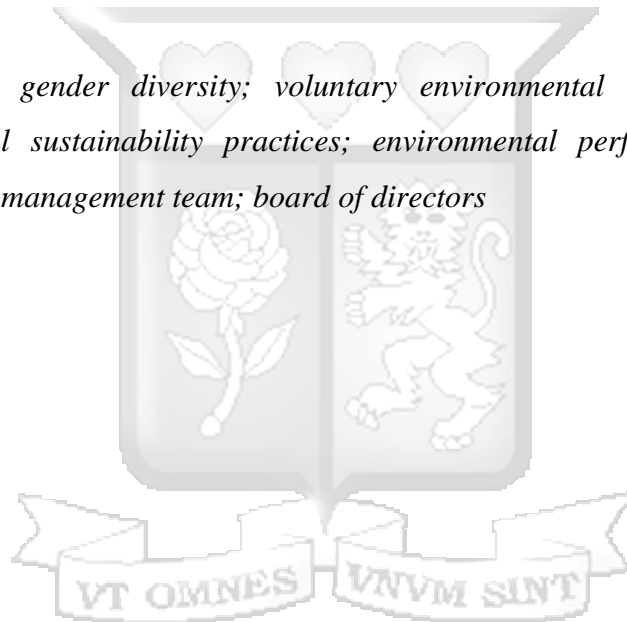 gender diversity; voluntary environmental
l sustainability practices; environmental perf
management team; board of directors
VT OMNES VNVM SINT